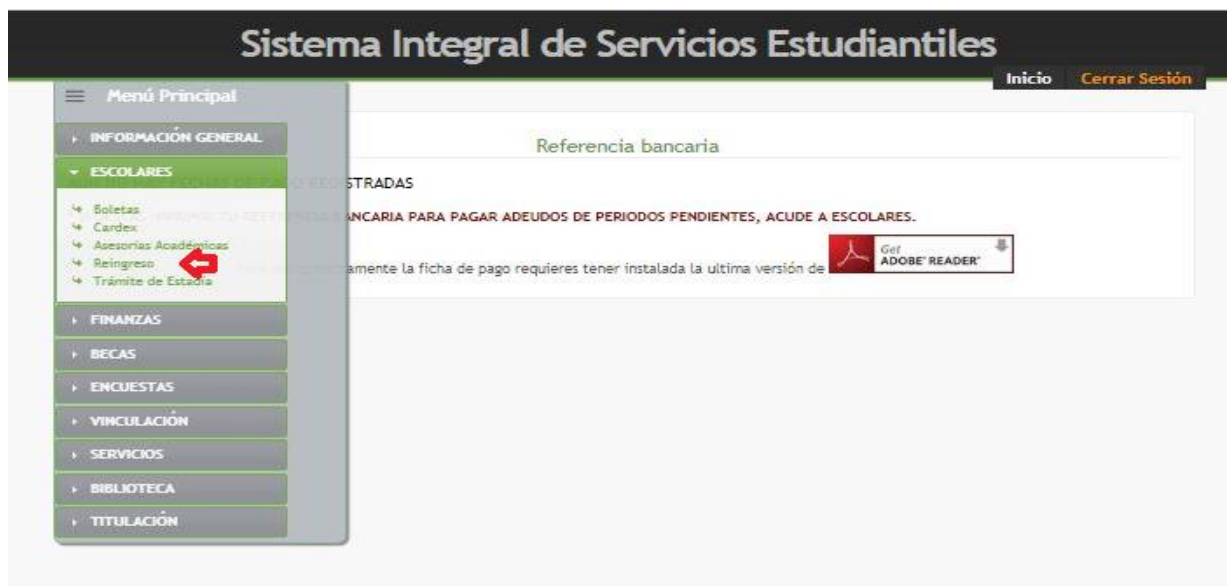 Sistema Integral de Servicios Estudiantiles
Inicio Cerrar Sesión
Menú Principal
INFORMACIÓN GENERAL
ESCOLARES
Boletas
Cardex
Asesorías Académicas
Reingreso
Trámite de Estadía
FINANZAS
BECAS
ENCUESTAS
VINCULACIÓN
SERVICIOS
BIBLIOTECA
TITULACIÓN
Referencia bancaria
STRADAS
ANCARIA PARA PAGAR ADEUDOS DE PERIODOS PENDIENTES, ACUDE A ESCOLARES.
tamente la ficha de pago requieres tener instalada la ultima versión de
Get
ADOBE® READER®